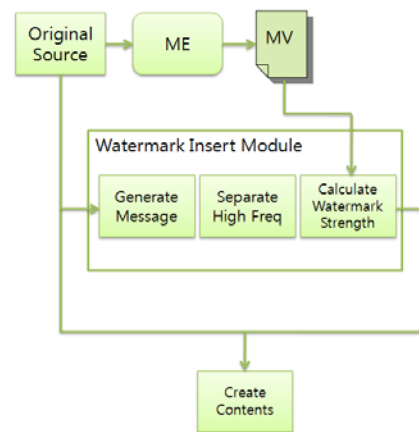 Original
Source
ME
MV
Watermark Insert Module
Generate
Message
Separate
High Freq
Calculate
Watermark
Strength
Create
Contents